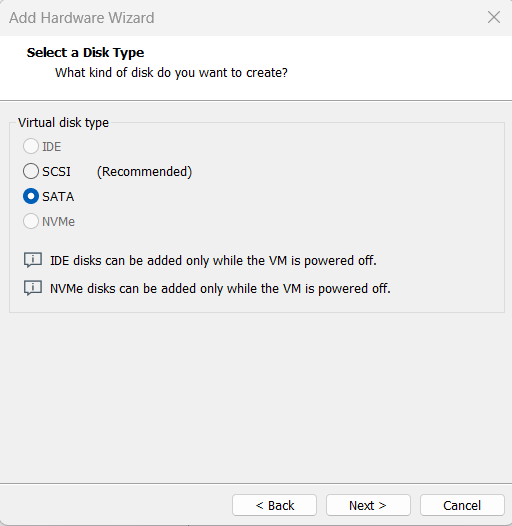 Add Hardware Wizard
Select a Disk Type
What kind of disk do you want to create?
Virtual disk type
IDE
SCSI (Recommended)
SATA
NVMe
IDE disks can be added only while the VM is powered off.
NVMe disks can be added only while the VM is powered off.
< Back Next > Cancel